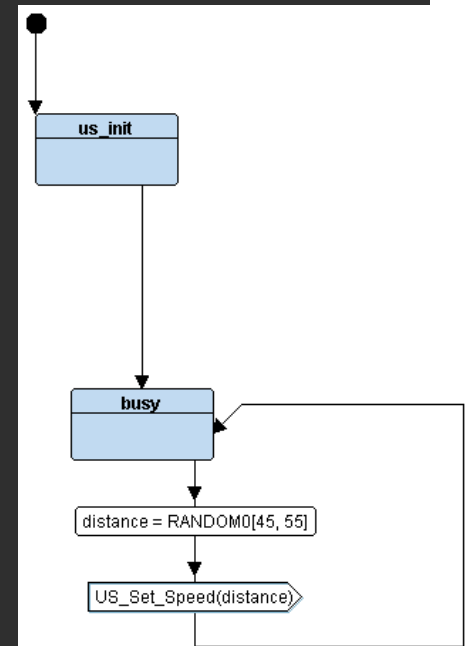 us_init
busy
distance = RANDOM0[45, 55]
US_Set_Speed(distance)